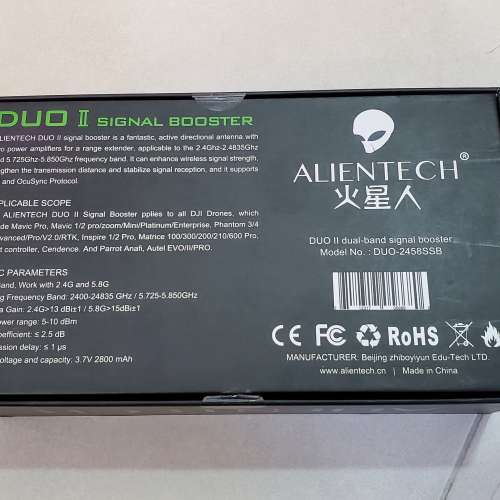 DUO II SIGNAL BOOSTER
ALIENTECH DUO II signal booster is a fantastic, active directional antenna with
o power amplifiers for a range extender, applicable to the 2.4Ghz-2.4835Ghz
d 5.725Ghz-5.850Ghz frequency band. It can enhance wireless signal strength,
gthen the transmission distance and stabilize signal reception, and it supports
and OcuSync Protocol.
PLICABLE SCOPE
ALIENTECH DUO II Signal Booster pplies to all DJI Drones, which
de Mavic Pro, Mavic 1/2 pro/zoom/Mini/Platinum/Enterprise, Phantom 3/4
dvanced/Pro/V2.0/RTK, Inspire 1/2 Pro, Matrice 100/300/200/210/600 Pro,
t controller, Cendence. And Parrot Anafi, Autel EVO/II/PRO.
C PARAMETERS
Band, Work with 2.4G and 5.8G
g Frequency Band: 2400-24835 GHz / 5.725-5.850GHz
a Gain: 2.4G>13 dBi±1 / 5.8G>15dBi±1
ower range: 5-10 dBm
oefficient: ≤ 2.5 dB
ssion delay: ≤ 1 μs
oltage and capacity: 3.7V 2800 mAh
ALIENTECH®
火星人
DUO II dual-band signal booster
Model No. : DUO-2458SSB
CE FC RoHS
MANUFACTURER: Beijing zhiboyiyun Edu-Tech LTD.
www.alientech.cn Made in China